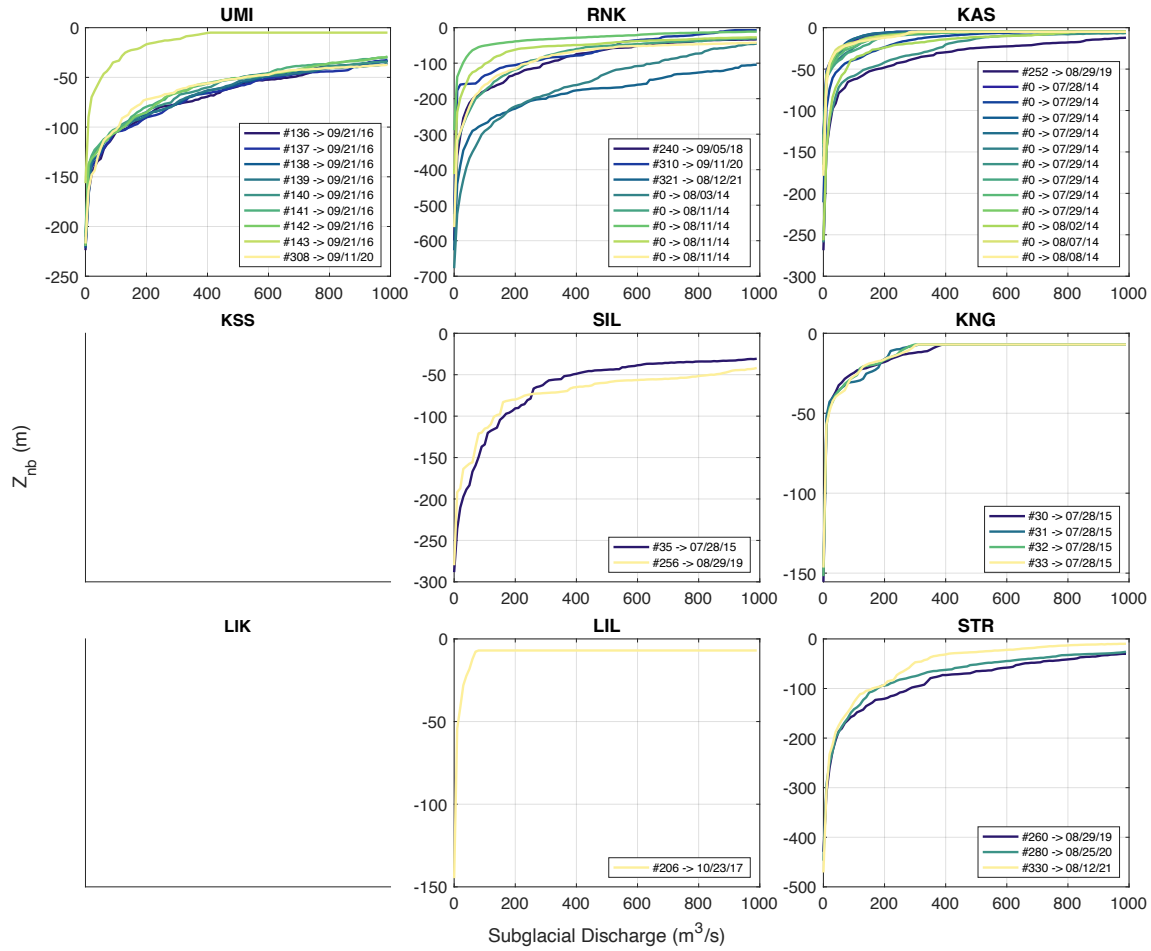 UMI
0
-50
-100
-150
-200
-250
0 200 400 600 800 1000
#136 -> 09/21/16
#137 -> 09/21/16
#138 -> 09/21/16
#139 -> 09/21/16
#140 -> 09/21/16
#141 -> 09/21/16
#142 -> 09/21/16
#143 -> 09/21/16
#308 -> 09/11/20
RNK
0
-100
-200
-300
-400
-500
-600
-700
0 200 400 600 800 1000
#240 -> 09/05/18
#310 -> 09/11/20
#321 -> 08/12/21
#0 -> 08/03/14
#0 -> 08/11/14
#0 -> 08/11/14
#0 -> 08/11/14
#0 -> 08/11/14
KAS
0
-50
-100
-150
-200
-250
-300
0 200 400 600 800 1000
#252 -> 08/29/19
#0 -> 07/28/14
#0 -> 07/29/14
#0 -> 07/29/14
#0 -> 07/29/14
#0 -> 07/29/14
#0 -> 07/29/14
#0 -> 07/29/14
#0 -> 07/29/14
#0 -> 07/29/14
#0 -> 08/02/14
#0 -> 08/07/14
#0 -> 08/08/14
KSS
SIL
0
-50
-100
-150
-200
-250
-300
0 200 400 600 800 1000
#35 -> 07/28/15
#256 -> 08/29/19
KNG
0
-50
-100
-150
0 200 400 600 800 1000
#30 -> 07/28/15
#31 -> 07/28/15
#32 -> 07/28/15
#33 -> 07/28/15
Z_nb (m)
LIK
LIL
0
-50
-100
-150
0 200 400 600 800 1000
#206 -> 10/23/17
STR
0
-100
-200
-300
-400
-500
0 200 400 600 800 1000
#260 -> 08/29/19
#280 -> 08/25/20
#330 -> 08/12/21
Subglacial Discharge (m³/s)